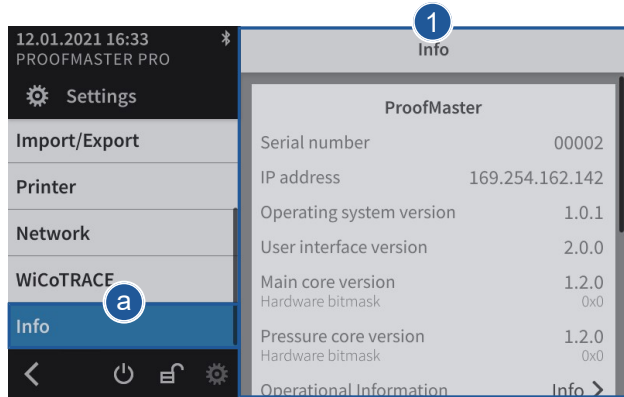 1
12.01.2021 16:33
PROOFMASTER PRO
Settings
Import/Export
Printer
Network
WiCoTRACE
a
Info
Info
ProofMaster
Serial number 00002
IP address 169.254.162.142
Operating system version 1.0.1
User interface version 2.0.0
Main core version 1.2.0
Hardware bitmask 0x0
Pressure core version 1.2.0
Hardware bitmask 0x0
Operational Information Info